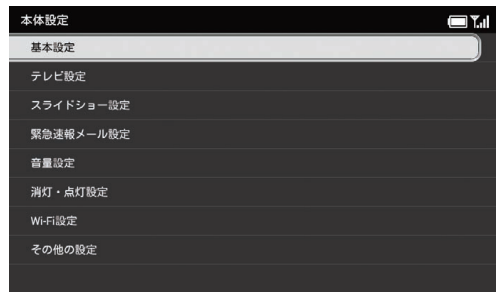 本体設定
基本設定
テレビ設定
スライドショー設定
緊急速報メール設定
音量設定
消灯・点灯設定
Wi-Fi設定
その他の設定